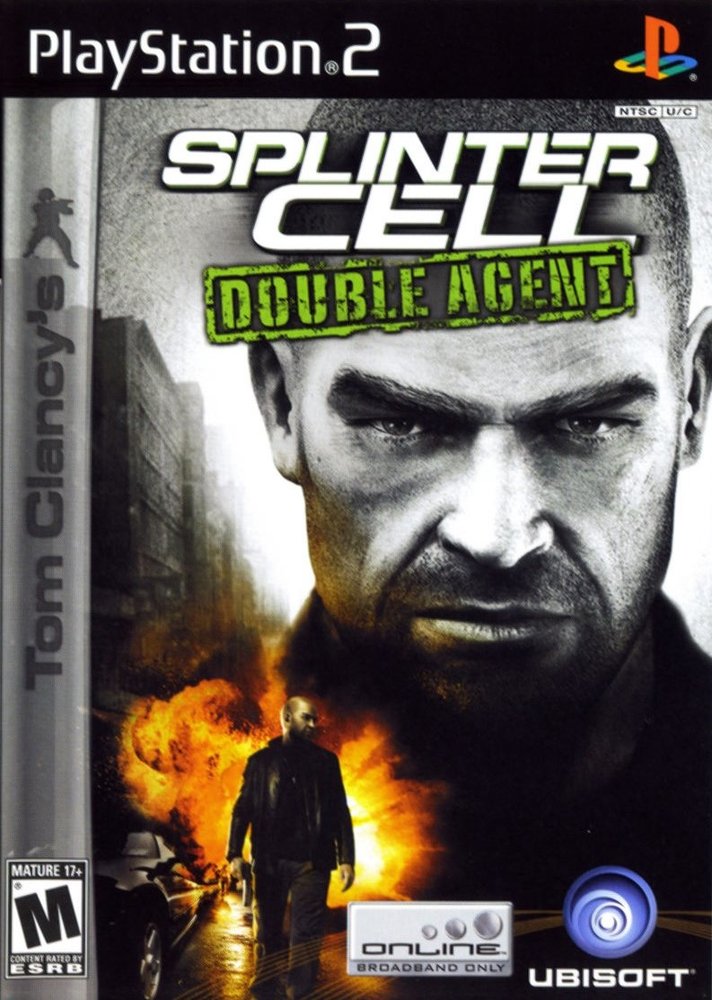 PlayStation®2
NTSC U/C
SPLINTER
CELL
DOUBLE AGENT
Tom Clancy's
MATURE 17+
M
CONTENT RATED BY
ESRB
ONLINE
BROADBAND ONLY
UBISOFT